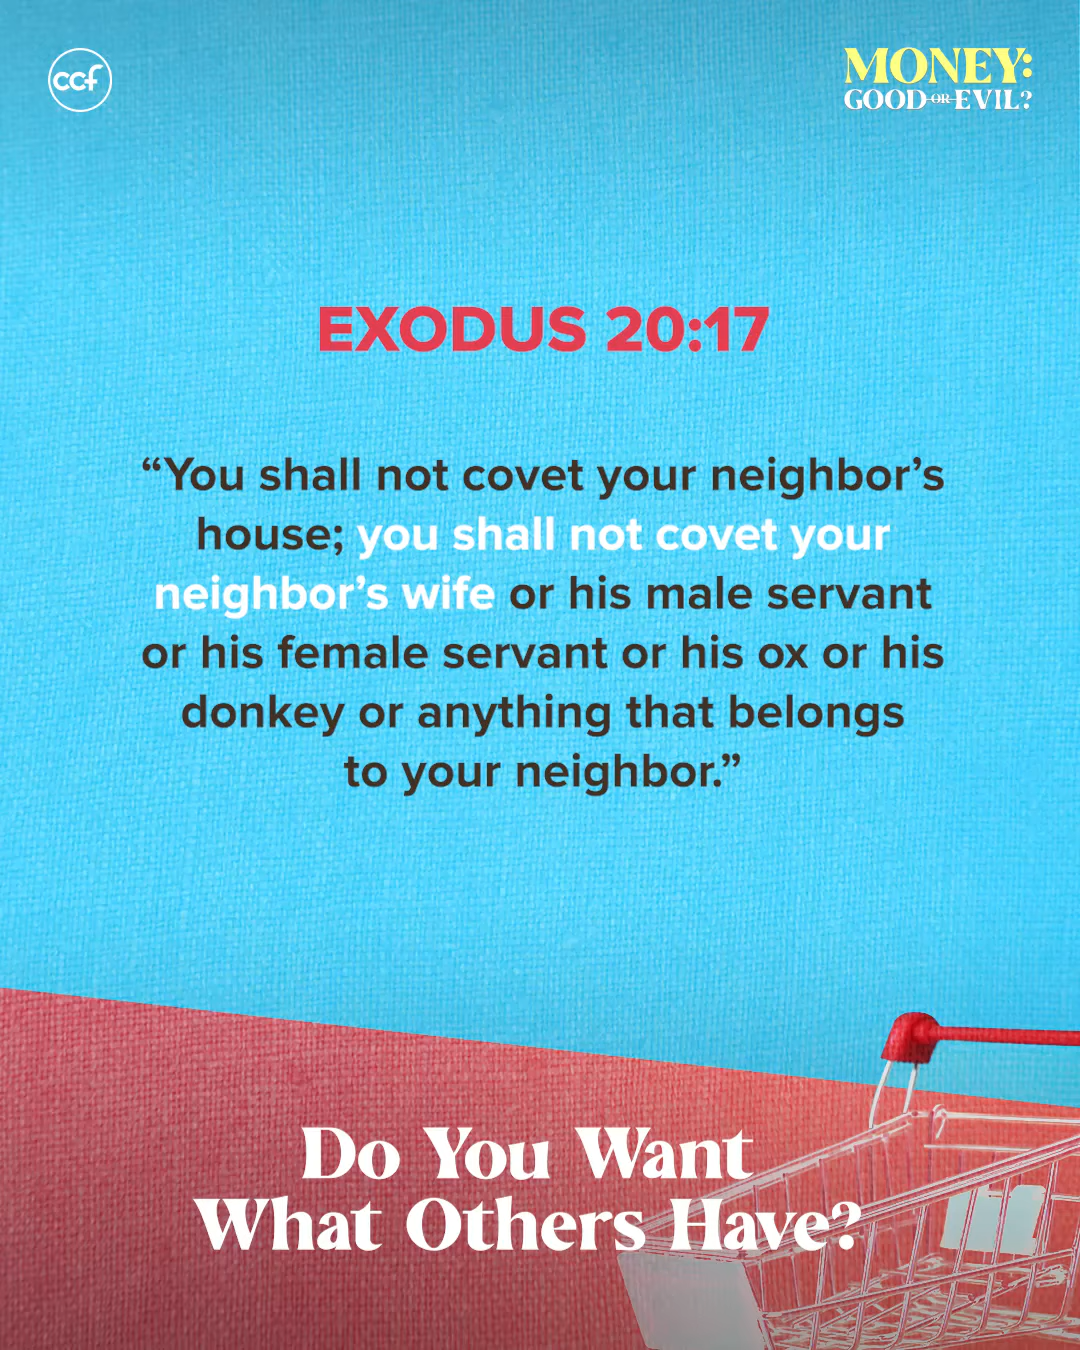 ccf
MONEY:
GOOD OR EVIL?
EXODUS 20:17
“You shall not covet your neighbor’s
house; you shall not covet your
neighbor’s wife or his male servant
or his female servant or his ox or his
donkey or anything that belongs
to your neighbor.”
Do You Want
What Others Have?